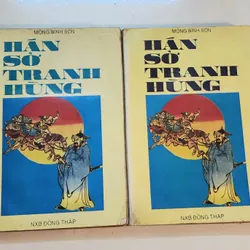 MỘNG BÌNH SƠN
HÁN
SỞ
TRANH
HÙNG
NXB ĐỒNG THÁP
MỘNG BÌNH SƠN
HÁN
SỞ
TRANH
HÙNG
NXB ĐỒNG THÁP